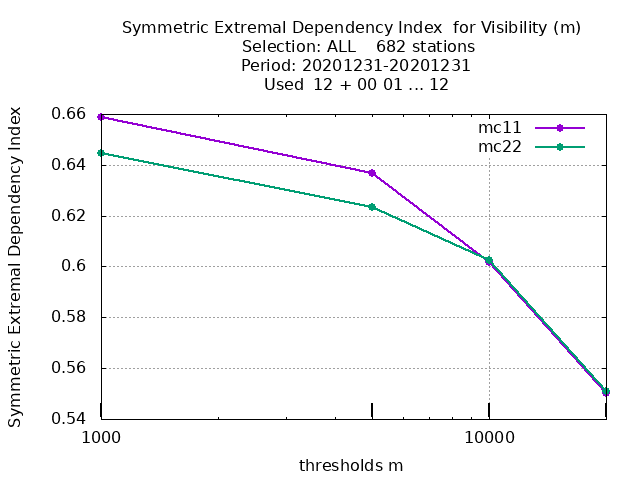 Symmetric Extremal Dependency Index  for Visibility (m)
Selection: ALL    682 stations
Period: 20201231-20201231
Used  12 + 00 01 ... 12
Symmetric Extremal Dependency Index
0.66
0.64
0.62
0.6
0.58
0.56
0.54
mc11
mc22
1000
10000
thresholds m